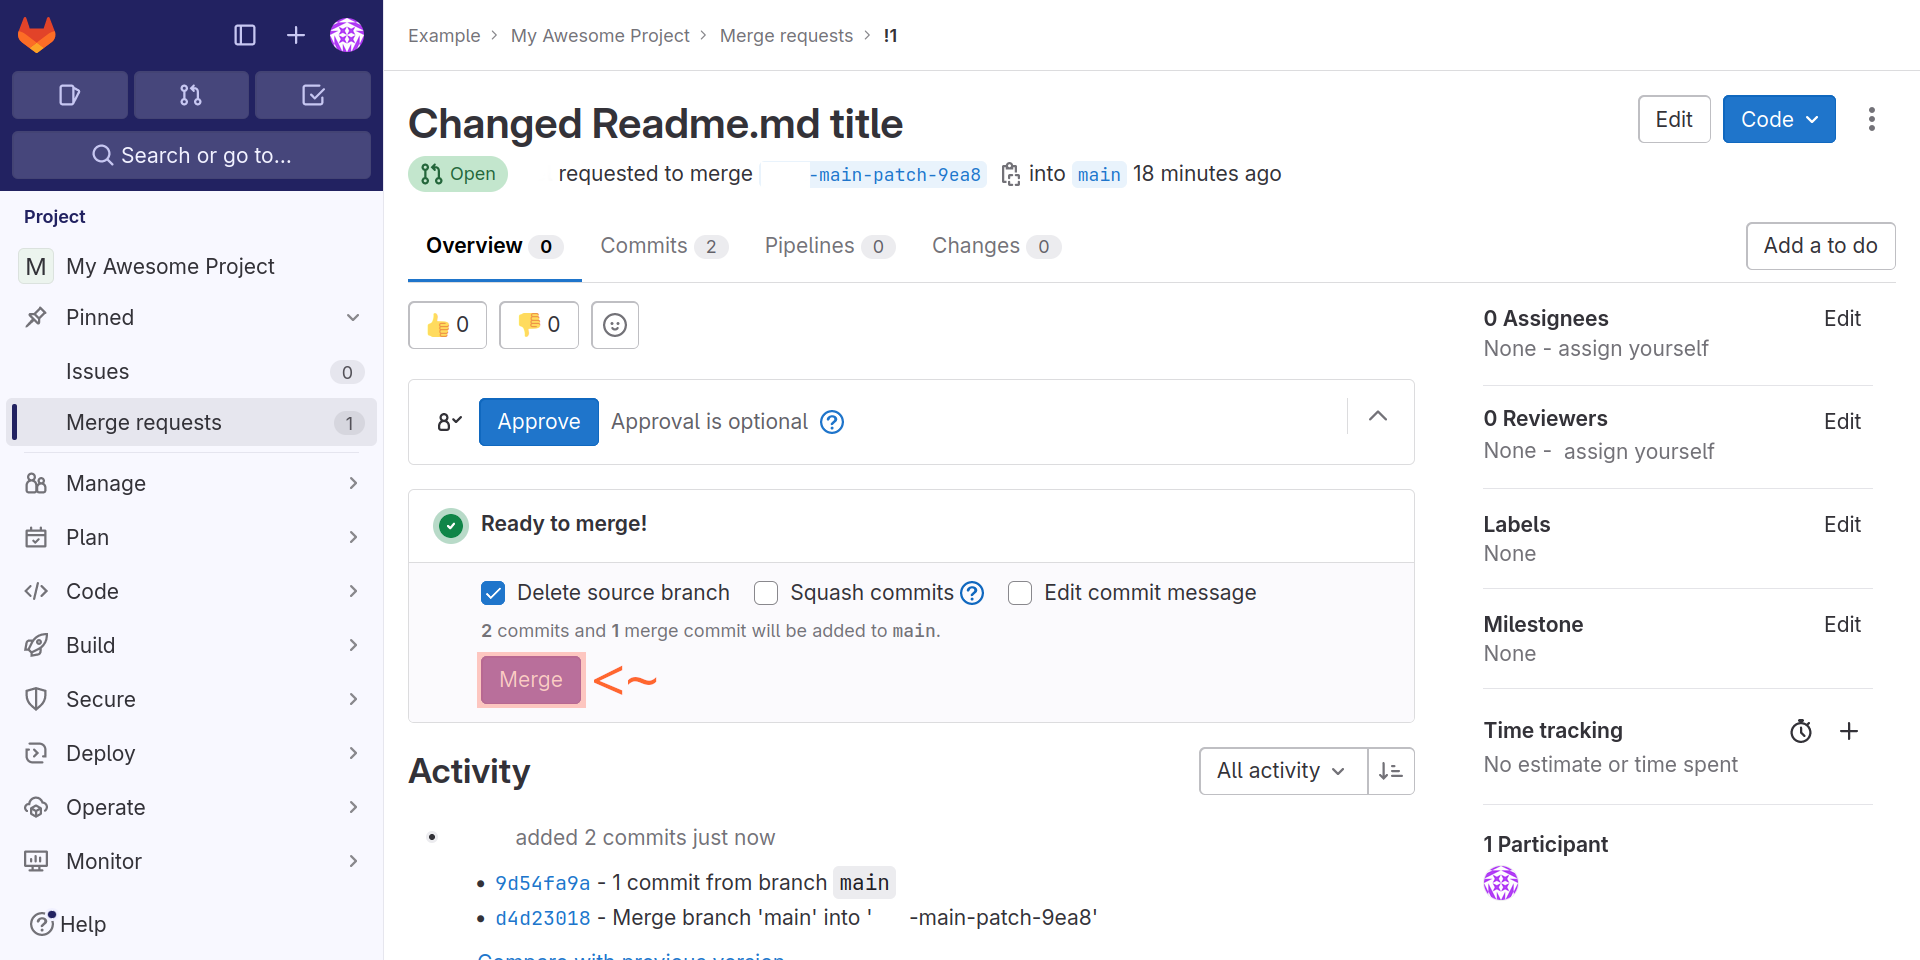 Example > My Awesome Project > Merge requests > !1
Search or go to...
Project
M My Awesome Project
Pinned
Issues 0
Merge requests 1
Manage
Plan
Code
Build
Secure
Deploy
Operate
Monitor
Help
Changed Readme.md title
Edit
Code
Open requested to merge -main-patch-9ea8 into main 18 minutes ago
Overview 0 Commits 2 Pipelines 0 Changes 0
Add a to do
0 0
Approve Approval is optional
Ready to merge!
Delete source branch Squash commits Edit commit message
2 commits and 1 merge commit will be added to main.
Merge <~
Activity
All activity
added 2 commits just now
9d54fa9a - 1 commit from branch main
d4d23018 - Merge branch 'main' into ' -main-patch-9ea8'
Compare with previous version
0 Assignees Edit
None - assign yourself
0 Reviewers Edit
None - assign yourself
Labels Edit
None
Milestone Edit
None
Time tracking
No estimate or time spent
1 Participant